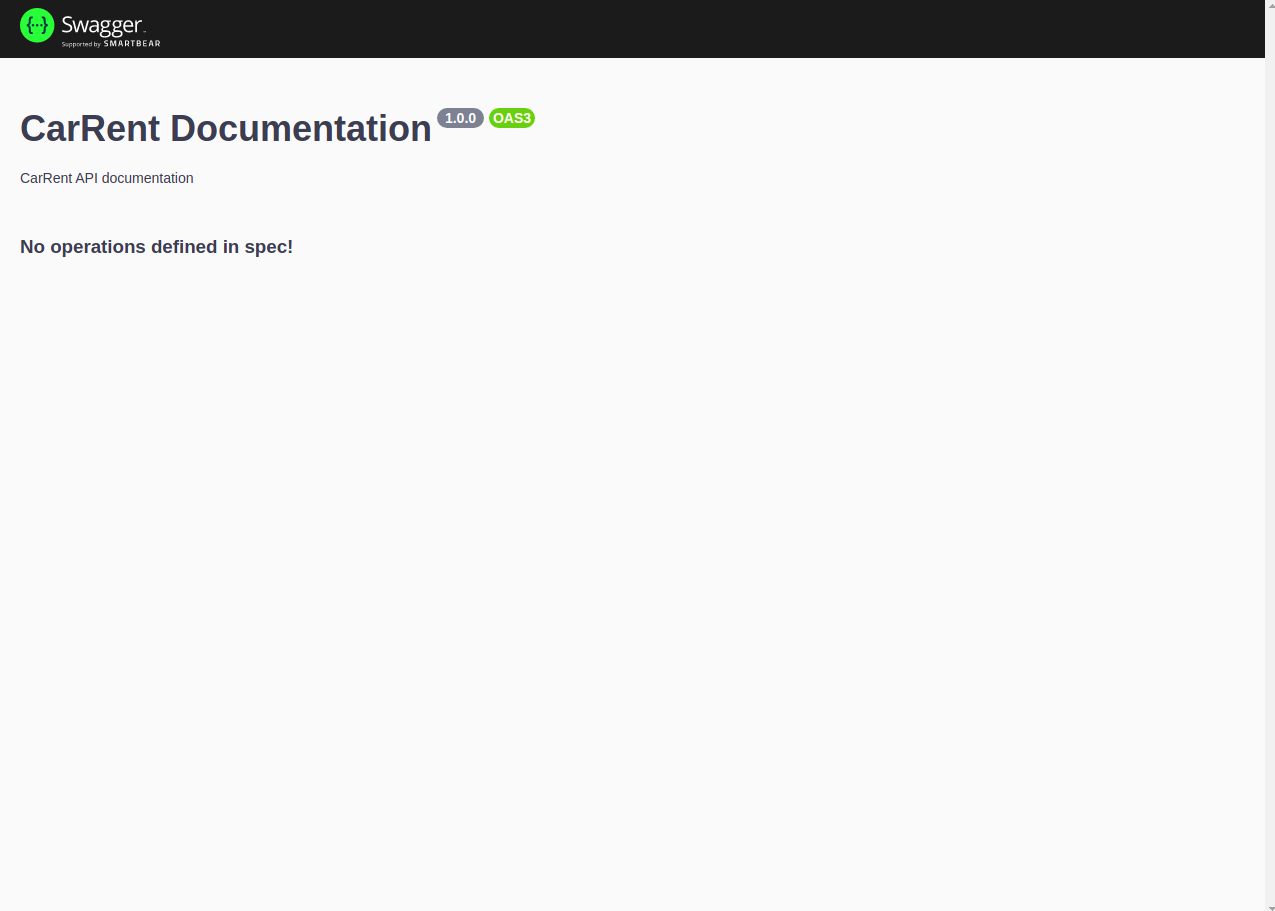 Swagger
Supported by SMARTBEAR
CarRent Documentation 1.0.0 OAS3
CarRent API documentation
No operations defined in spec!